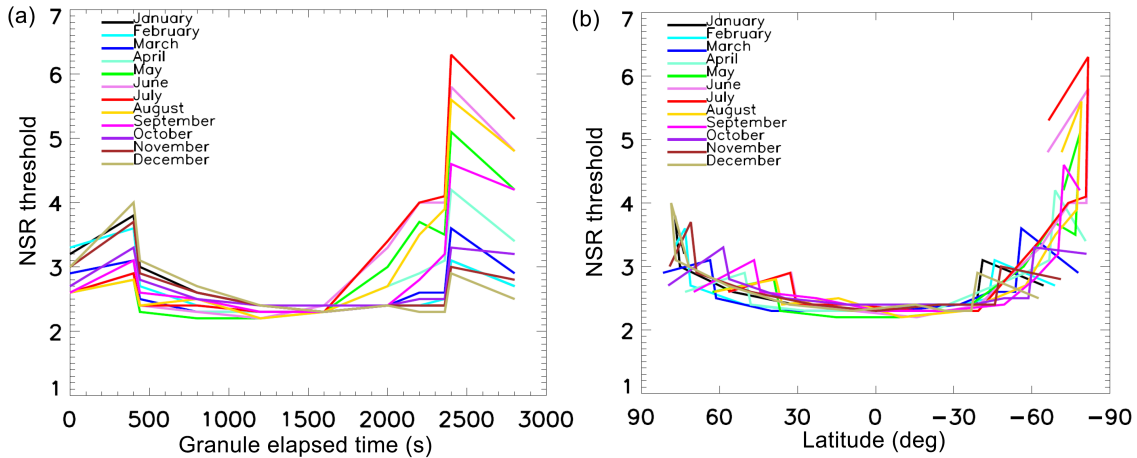 (a)
7
6
5
4
3
2
1
NSR threshold
January
February
March
April
May
June
July
August
September
October
November
December
0 500 1000 1500 2000 2500 3000
Granule elapsed time (s)
(b)
7
6
5
4
3
2
1
NSR threshold
January
February
March
April
May
June
July
August
September
October
November
December
90 60 30 0 −30 −60 −90
Latitude (deg)